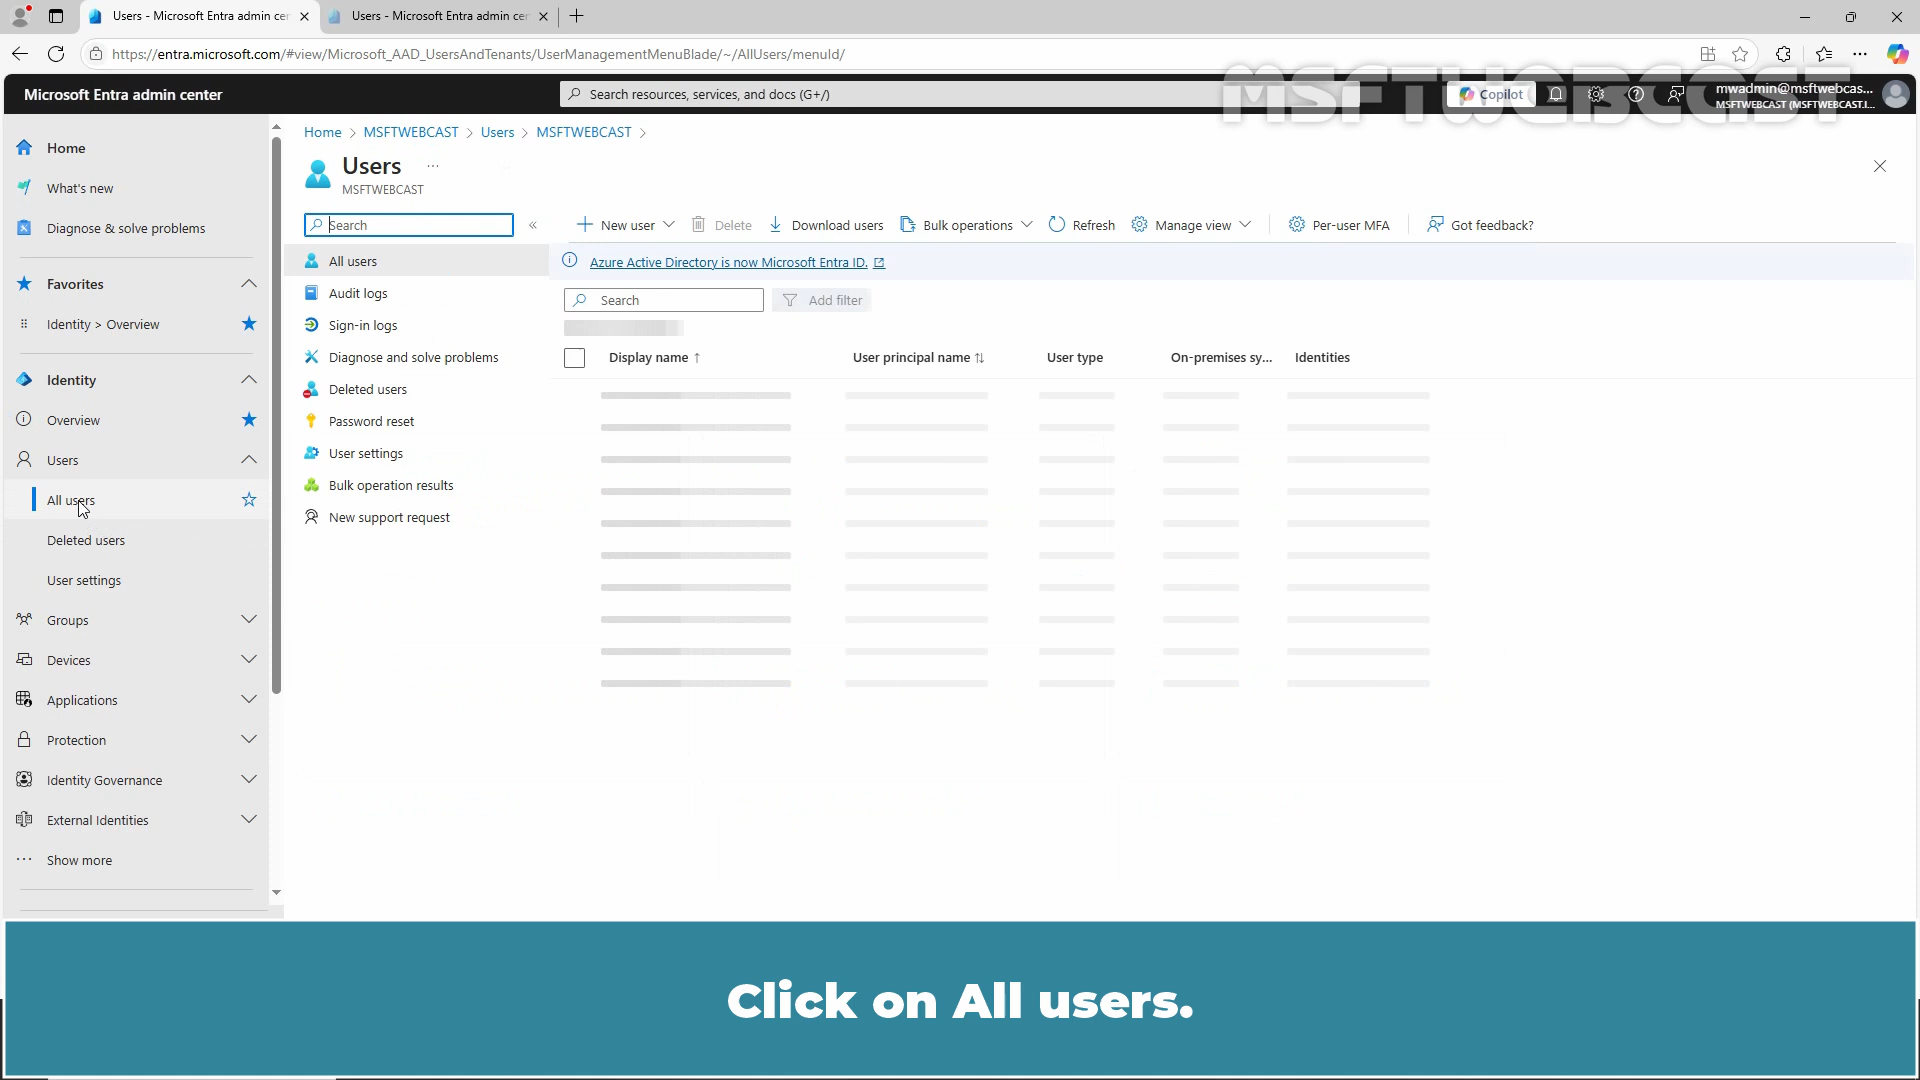 Users - Microsoft Entra admin cer
Users - Microsoft Entra admin cer
https://entra.microsoft.com/#view/Microsoft_AAD_UsersAndTenants/UserManagementMenuBlade/~/AllUsers/menuId/
MSFTWEBCAST
Microsoft Entra admin center
Search resources, services, and docs (G+/)
Copilot
mwadmin@msftwebcas...
MSFTWEBCAST (MSFTWEBCAST.I...
Home
What's new
Diagnose & solve problems
Favorites
Identity > Overview
Identity
Overview
Users
All users
Deleted users
User settings
Groups
Devices
Applications
Protection
Identity Governance
External Identities
Show more
Home > MSFTWEBCAST > Users > MSFTWEBCAST >
Users ...
MSFTWEBCAST
Search
All users
Audit logs
Sign-in logs
Diagnose and solve problems
Deleted users
Password reset
User settings
Bulk operation results
New support request
New user Delete Download users Bulk operations Refresh Manage view Per-user MFA Got feedback?
Azure Active Directory is now Microsoft Entra ID.
Search
Add filter
Display name ↑ User principal name ↑↓ User type On-premises sy... Identities
Click on All users.